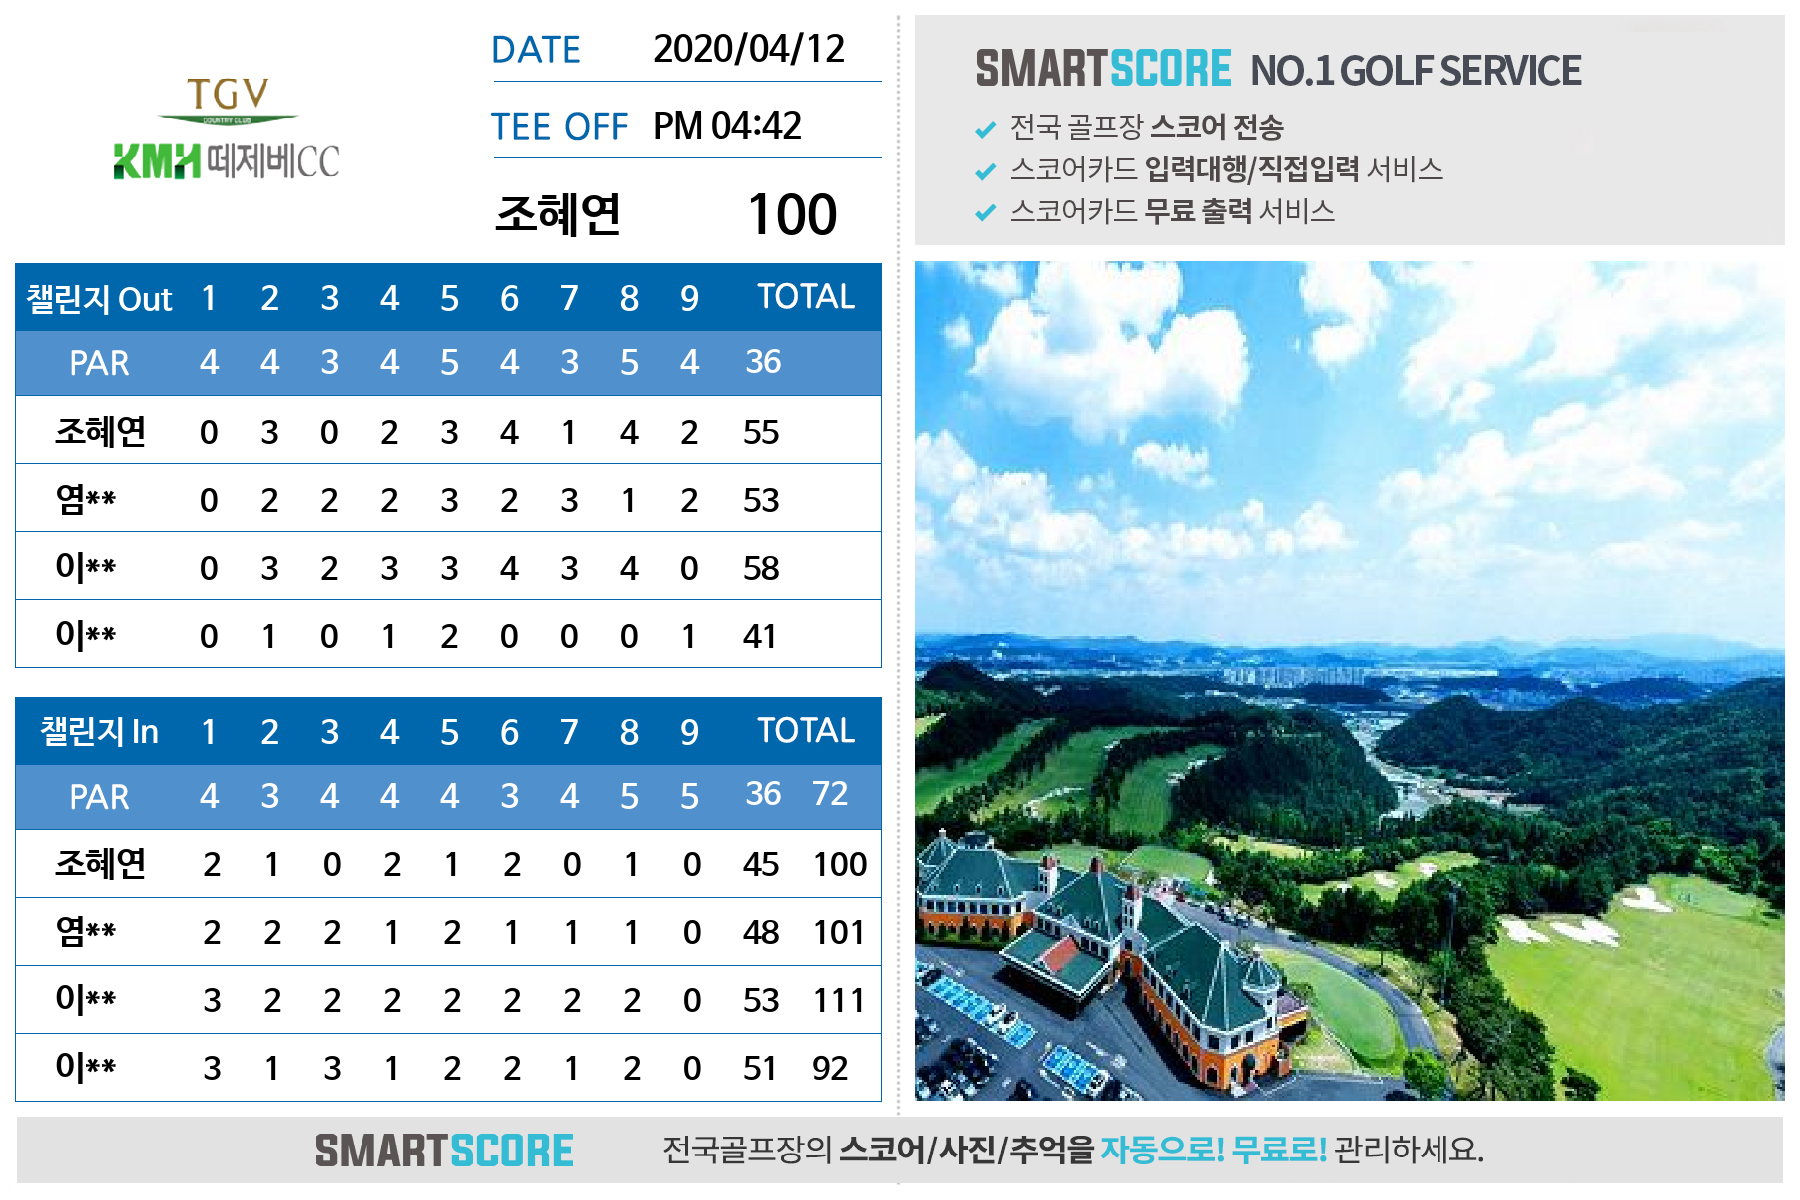 TGV
COUNTRY CLUB
KMH 떼제베CC
DATE 2020/04/12
TEE OFF PM 04:42
조혜연 100
챌린지 Out 1 2 3 4 5 6 7 8 9 TOTAL
PAR 4 4 3 4 5 4 3 5 4 36
조혜연 0 3 0 2 3 4 1 4 2 55
염** 0 2 2 2 3 2 3 1 2 53
이** 0 3 2 3 3 4 3 4 0 58
이** 0 1 0 1 2 0 0 0 1 41
챌린지 In 1 2 3 4 5 6 7 8 9 TOTAL
PAR 4 3 4 4 4 3 4 5 5 36 72
조혜연 2 1 0 2 1 2 0 1 0 45 100
염** 2 2 2 1 2 1 1 1 0 48 101
이** 3 2 2 2 2 2 2 2 0 53 111
이** 3 1 3 1 2 2 1 2 0 51 92
SMARTSCORE NO.1 GOLF SERVICE
전국 골프장 스코어 전송
스코어카드 입력대행/직접입력 서비스
스코어카드 무료 출력 서비스
SMARTSCORE 전국골프장의 스코어/사진/추억을 자동으로! 무료로! 관리하세요.